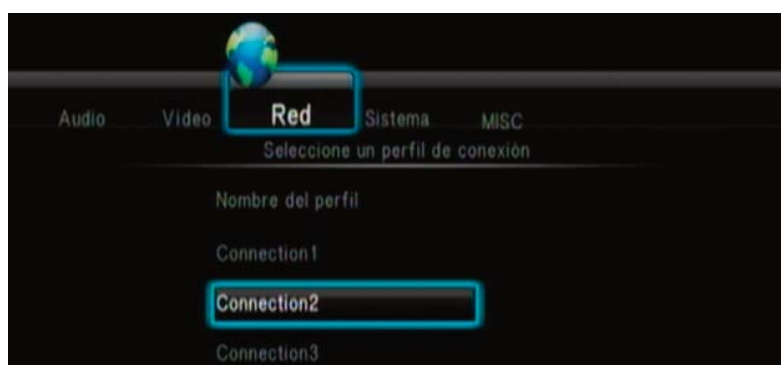 Audio Video Red Sistema MISC
Seleccione un perfil de conexión
Nombre del perfil
Connection1
Connection2
Connection3